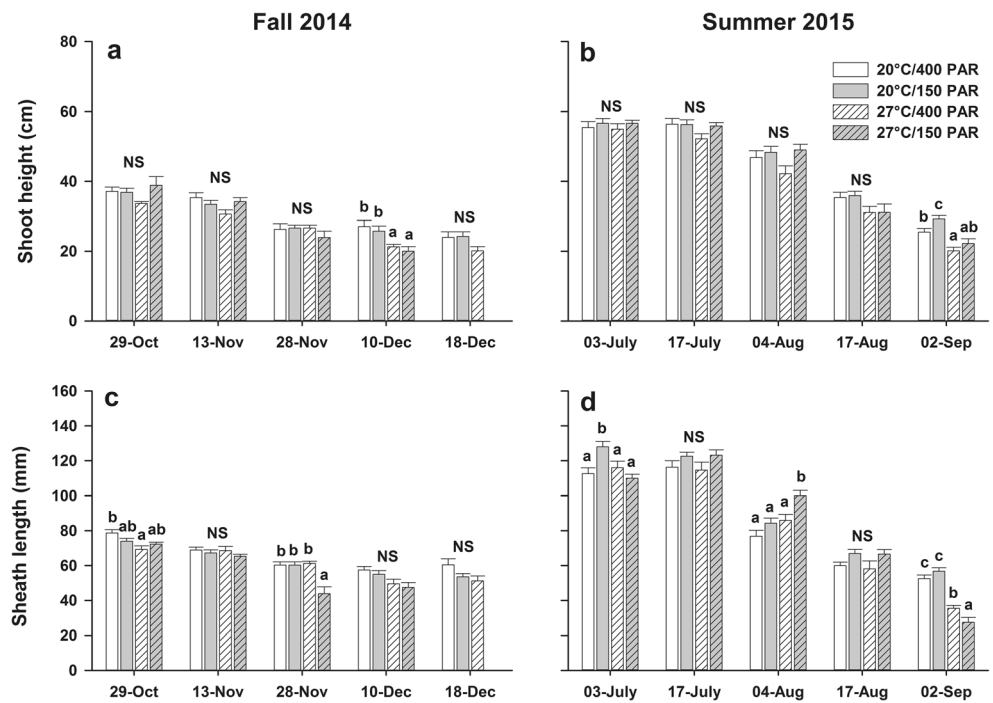 Fall 2014
Summer 2015
a
b
20°C/400 PAR
20°C/150 PAR
27°C/400 PAR
27°C/150 PAR
Shoot height (cm)
80
60
40
20
0
NS
NS
NS
b b a a
NS
29-Oct 13-Nov 28-Nov 10-Dec 18-Dec
NS
NS
NS
NS
b c a ab
03-July 17-July 04-Aug 17-Aug 02-Sep
c
d
Sheath length (mm)
160
140
120
100
80
60
40
20
0
b ab a ab
NS
b b b a
NS
NS
29-Oct 13-Nov 28-Nov 10-Dec 18-Dec
a b a a
NS
a a a b
NS
c c b a
03-July 17-July 04-Aug 17-Aug 02-Sep